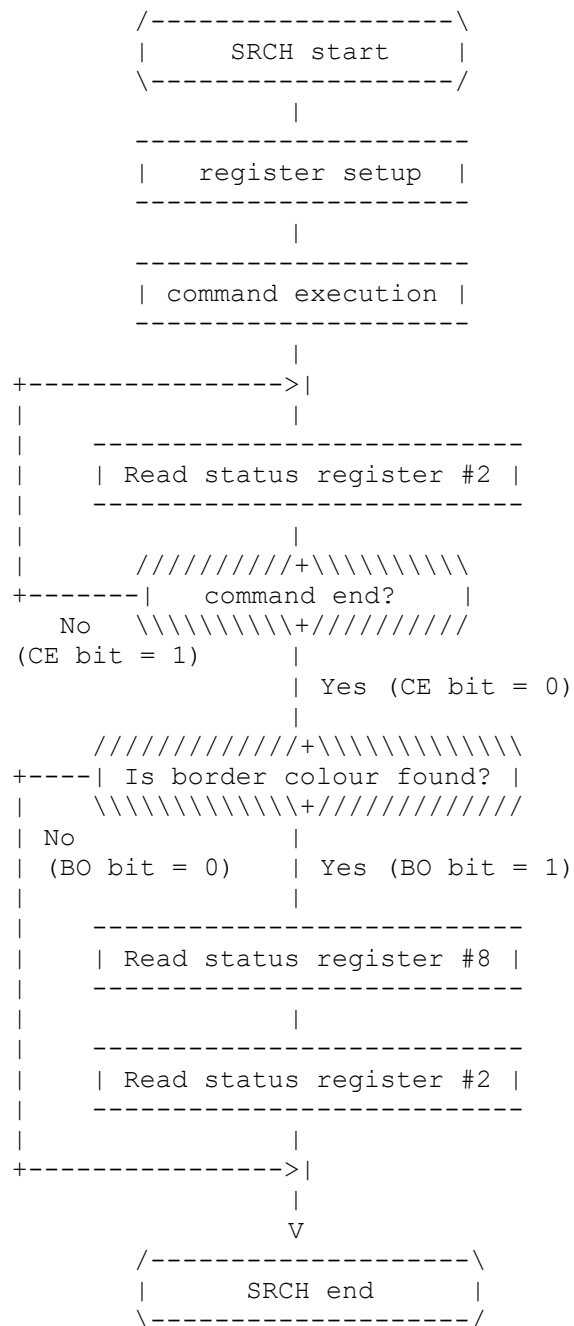 SRCH start
register setup
command execution
Read status register #2
command end?
No
(CE bit = 1)
Yes (CE bit = 0)
Is border colour found?
No
(BO bit = 0)
Yes (BO bit = 1)
Read status register #8
Read status register #2
SRCH end